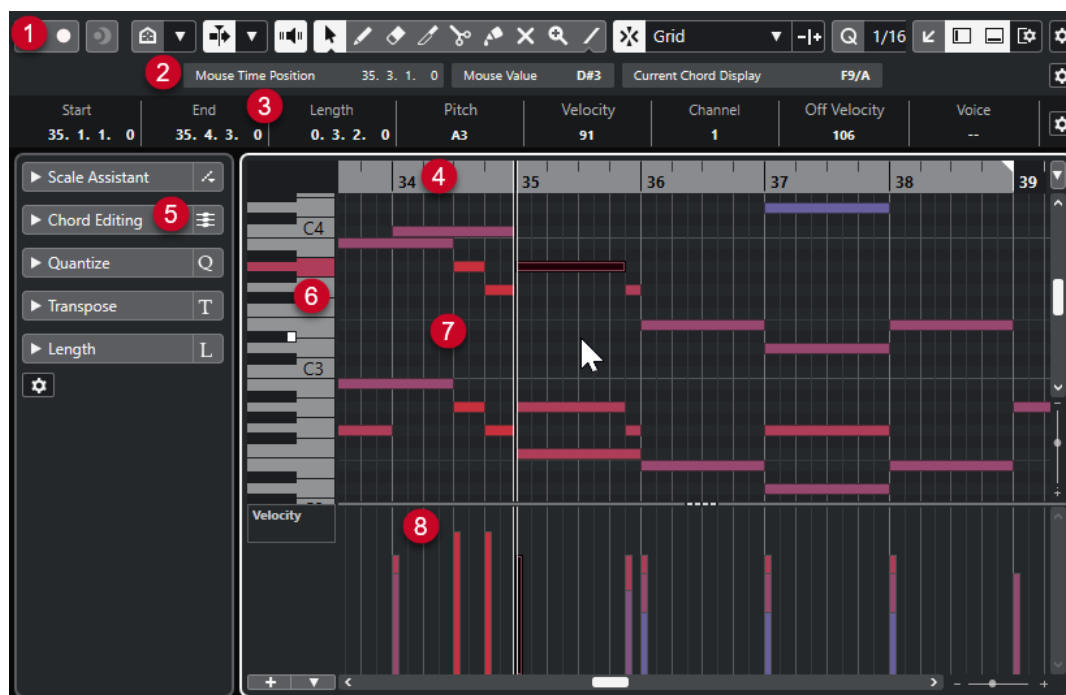 1 Grid Q 1/16
2 Mouse Time Position 35. 3. 1. 0 Mouse Value D#3 Current Chord Display F9/A
Start End 3 Length Pitch Velocity Channel Off Velocity Voice
35. 1. 1. 0 35. 4. 3. 0 0. 3. 2. 0 A3 91 1 106 --
34 4 35 36 37 38 39
Scale Assistant
Chord Editing 5
Quantize Q
Transpose T
Length L
C4
6
7
C3
Velocity
8